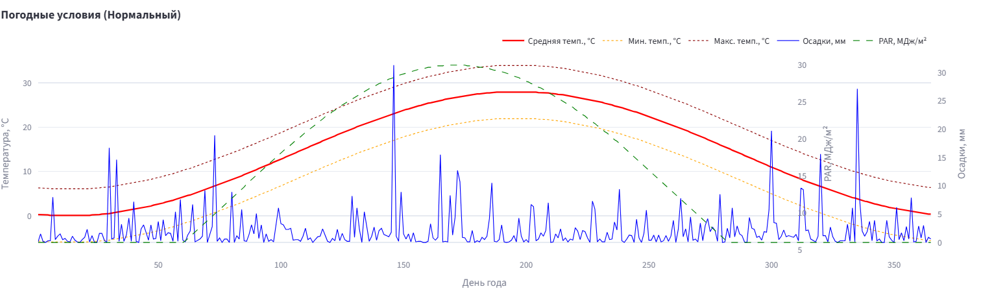 Погодные условия (Нормальный)
Средняя темп., °C
Мин. темп., °C
Макс. темп., °C
Осадки, мм
PAR, МДж/м²
30
20
10
0
Температура, °C
30
25
20
15
10
5
PAR, МДж/м²
30
25
20
15
10
5
0
Осадки, мм
50
100
150
200
250
300
350
День года